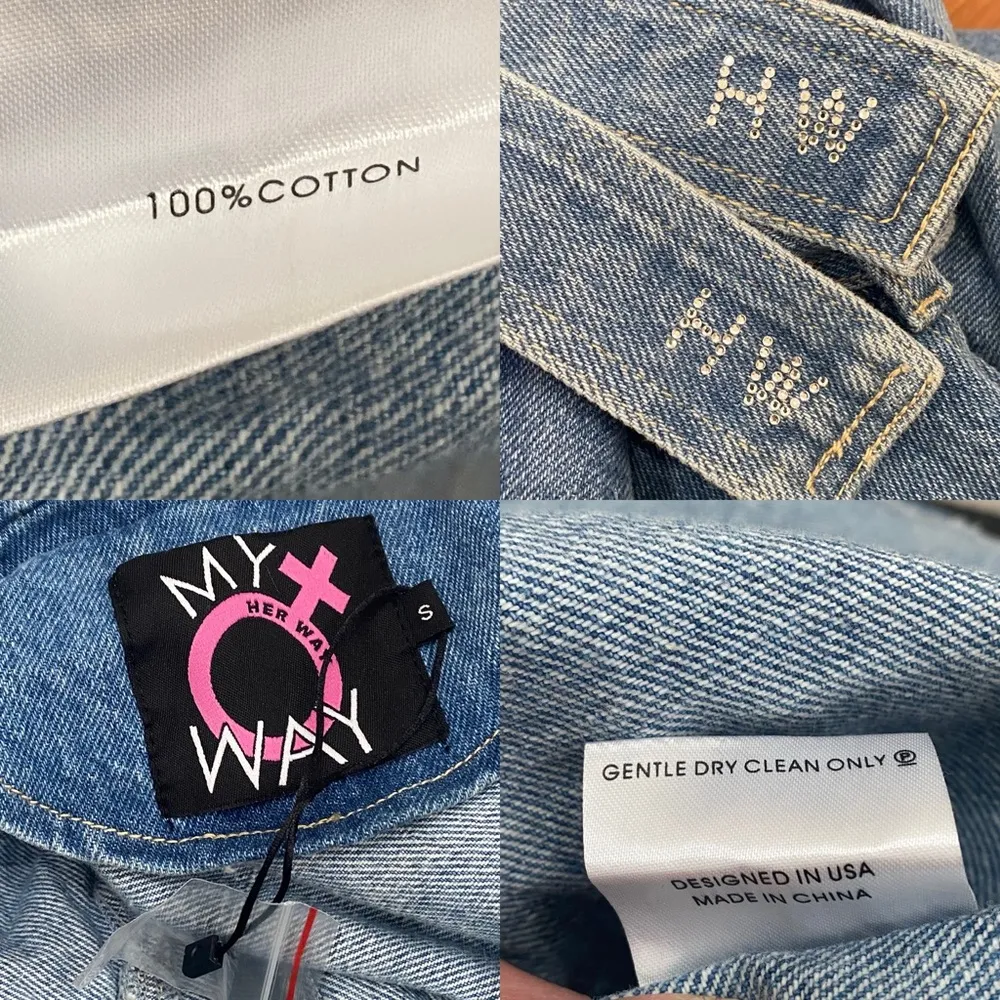 100%COTTON
HW
HW
MY
HER WAY
WAY
S
GENTLE DRY CLEAN ONLY Ⓟ
DESIGNED IN USA
MADE IN CHINA